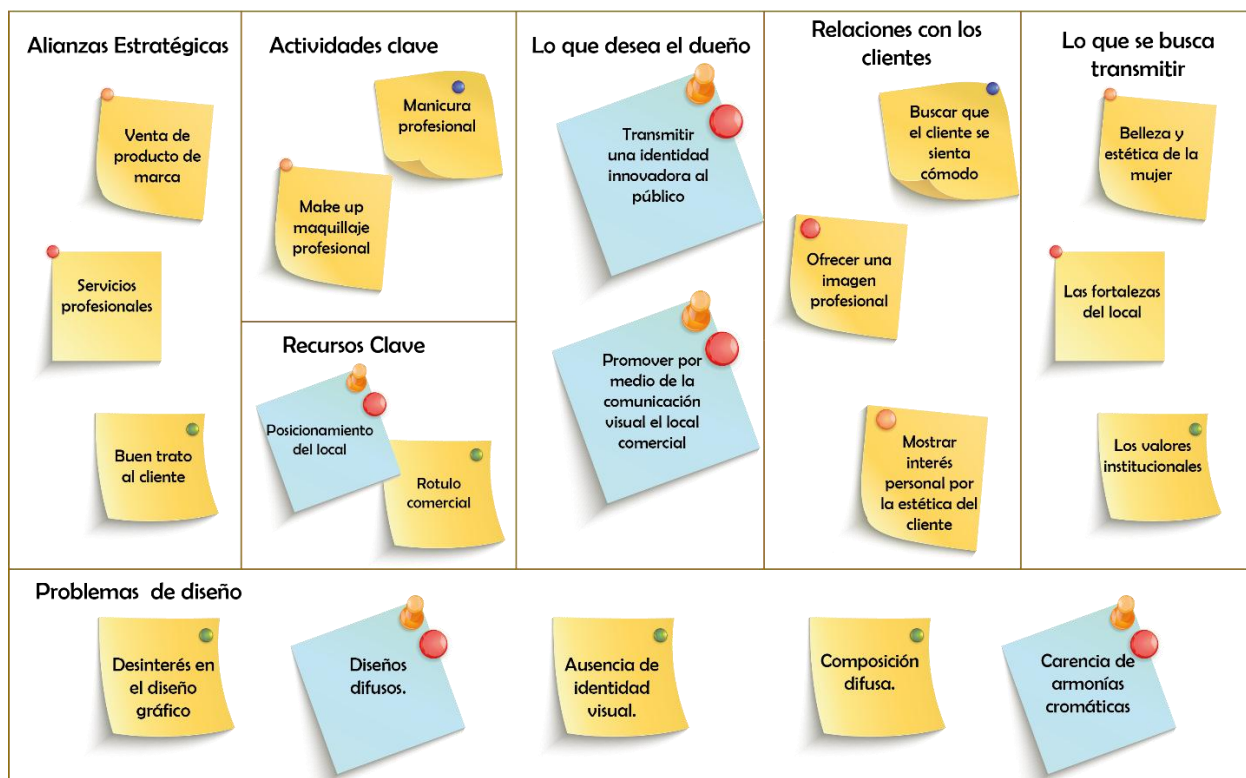 Alianzas Estratégicas
Venta de
producto de
marca
Servicios
profesionales
Buen trato
al cliente
Actividades clave
Manicura
profesional
Make up
maquillaje
profesional
Recursos Clave
Posicionamiento
del local
Rotulo
comercial
Lo que desea el dueño
Transmitir
una identidad
innovadora al
público
Promover por
medio de la
comunicación
visual el local
comercial
Relaciones con los
clientes
Buscar que
el cliente se
sienta
cómodo
Ofrecer una
imagen
profesional
Mostrar
interés
personal por
la estética del
cliente
Lo que se busca
transmitir
Belleza y
estética de la
mujer
Las fortalezas
del local
Los valores
institucionales
Problemas de diseño
Desinterés en
el diseño
gráfico
Diseños
difusos.
Ausencia de
identidad
visual.
Composición
difusa.
Carencia de
armonías
cromáticas